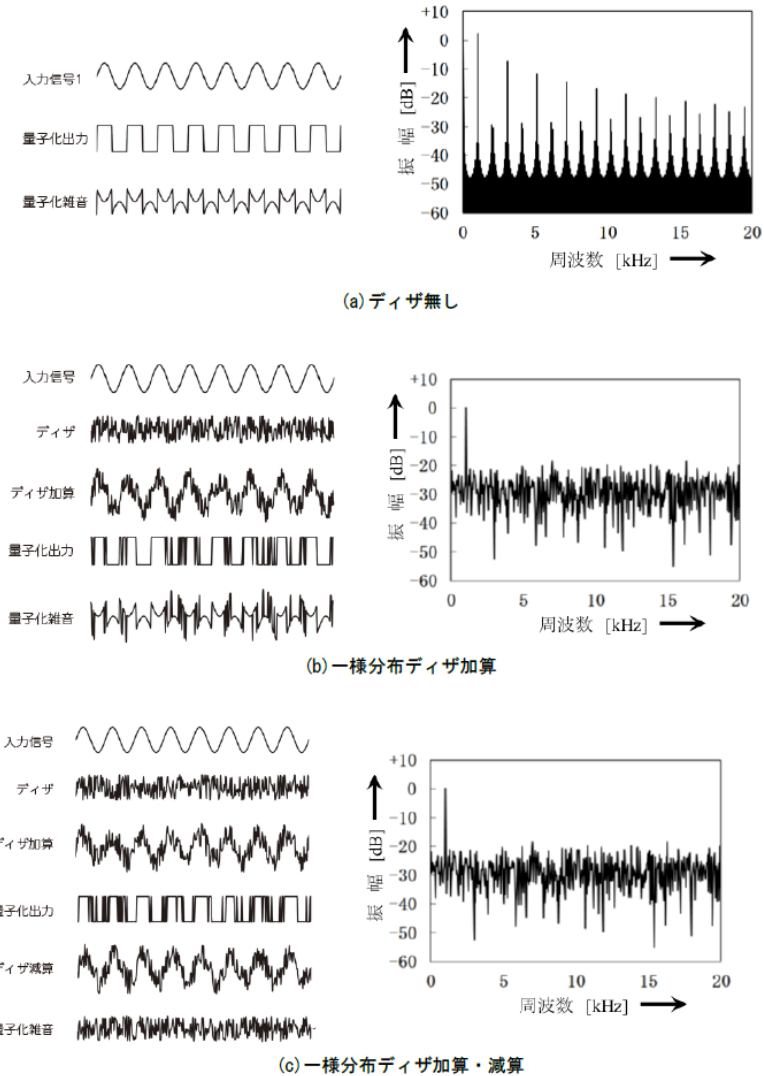 入力信号1
量子化出力
量子化雑音
+10
0
-10
-20
-30
-40
-50
-60
振幅 [dB]
0 5 10 15 20
周波数 [kHz]
(a)ディザ無し
入力信号
ディザ
ディザ加算
量子化出力
量子化雑音
+10
0
-10
-20
-30
-40
-50
-60
振幅 [dB]
0 5 10 15 20
周波数 [kHz]
(b)一様分布ディザ加算
入力信号
ディザ
ディザ加算
量子化出力
ディザ減算
量子化雑音
+10
0
-10
-20
-30
-40
-50
-60
振幅 [dB]
0 5 10 15 20
周波数 [kHz]
(c)一様分布ディザ加算・減算